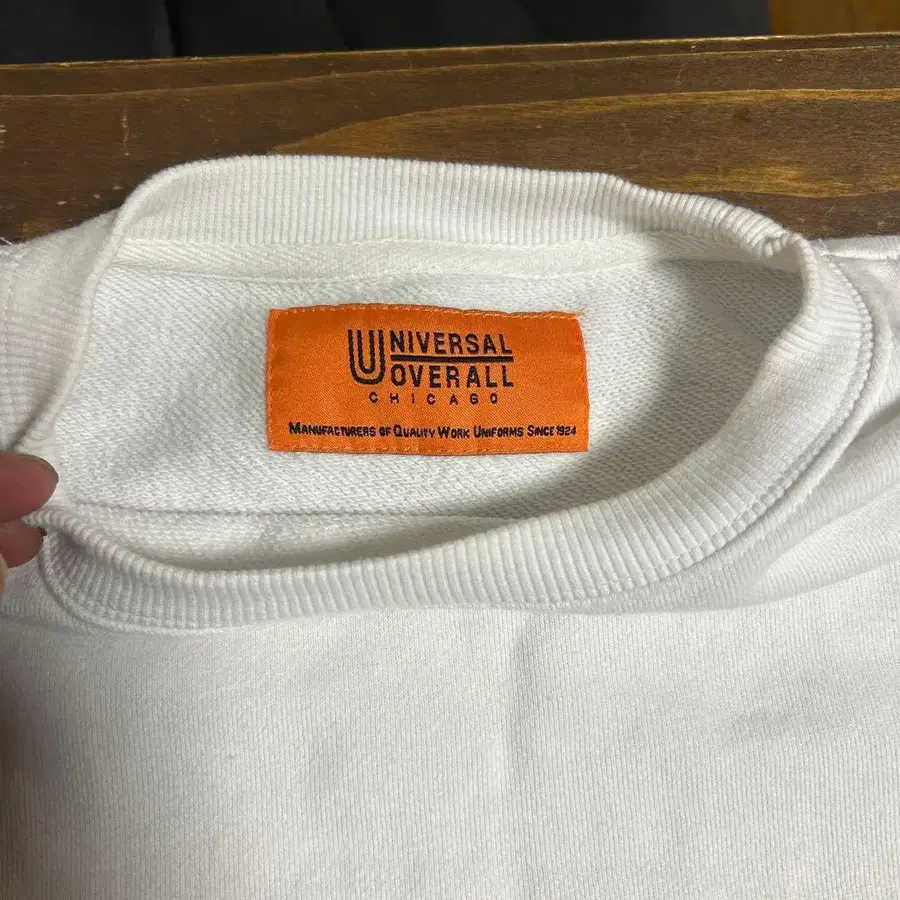 UNIVERSAL
OVERALL
CHICAGO
MANUFACTURERS OF QUALITY WORK UNIFORMS SINCE 1924